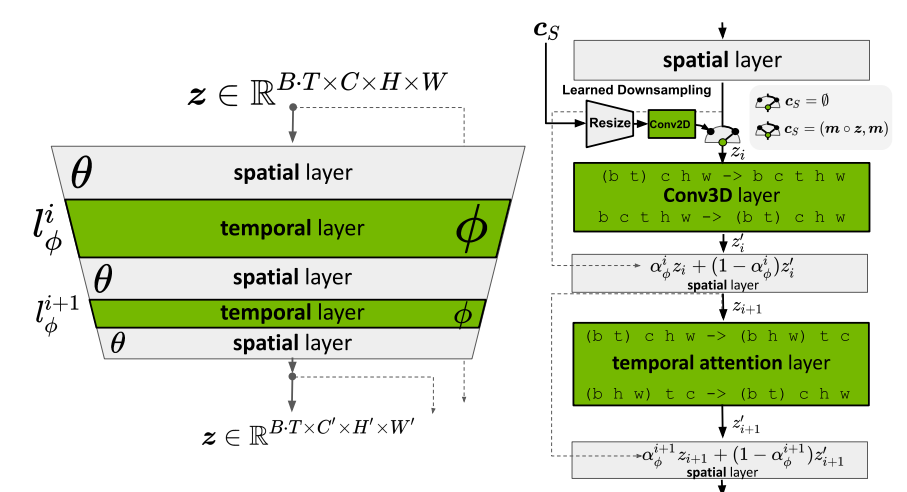 z ∈ ℝ^{B·T×C×H×W}
θ
spatial layer
l_ϕ^i
temporal layer
ϕ
θ
spatial layer
l_ϕ^{i+1}
temporal layer
ϕ
θ
spatial layer
z ∈ ℝ^{B·T×C′×H′×W′}
c_S
spatial layer
Learned Downsampling
Resize
Conv2D
c_S = ∅
c_S = (m ∘ z, m)
z_i
(b t) c h w -> b c t h w
Conv3D layer
b c t h w -> (b t) c h w
z′_i
α_ϕ^i z_i + (1 − α_ϕ^i)z′_i
spatial layer
z_{i+1}
(b t) c h w -> (b h w) t c
temporal attention layer
(b h w) t c -> (b t) c h w
z′_{i+1}
α_ϕ^{i+1} z_{i+1} + (1 − α_ϕ^{i+1})z′_{i+1}
spatial layer